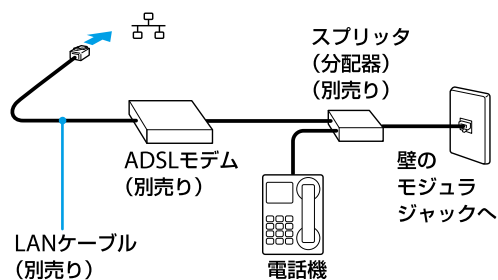 スプリッタ
（分配器）
（別売り）
ADSLモデム
（別売り）
壁の
モジュラ
ジャックへ
LANケーブル
（別売り）
電話機